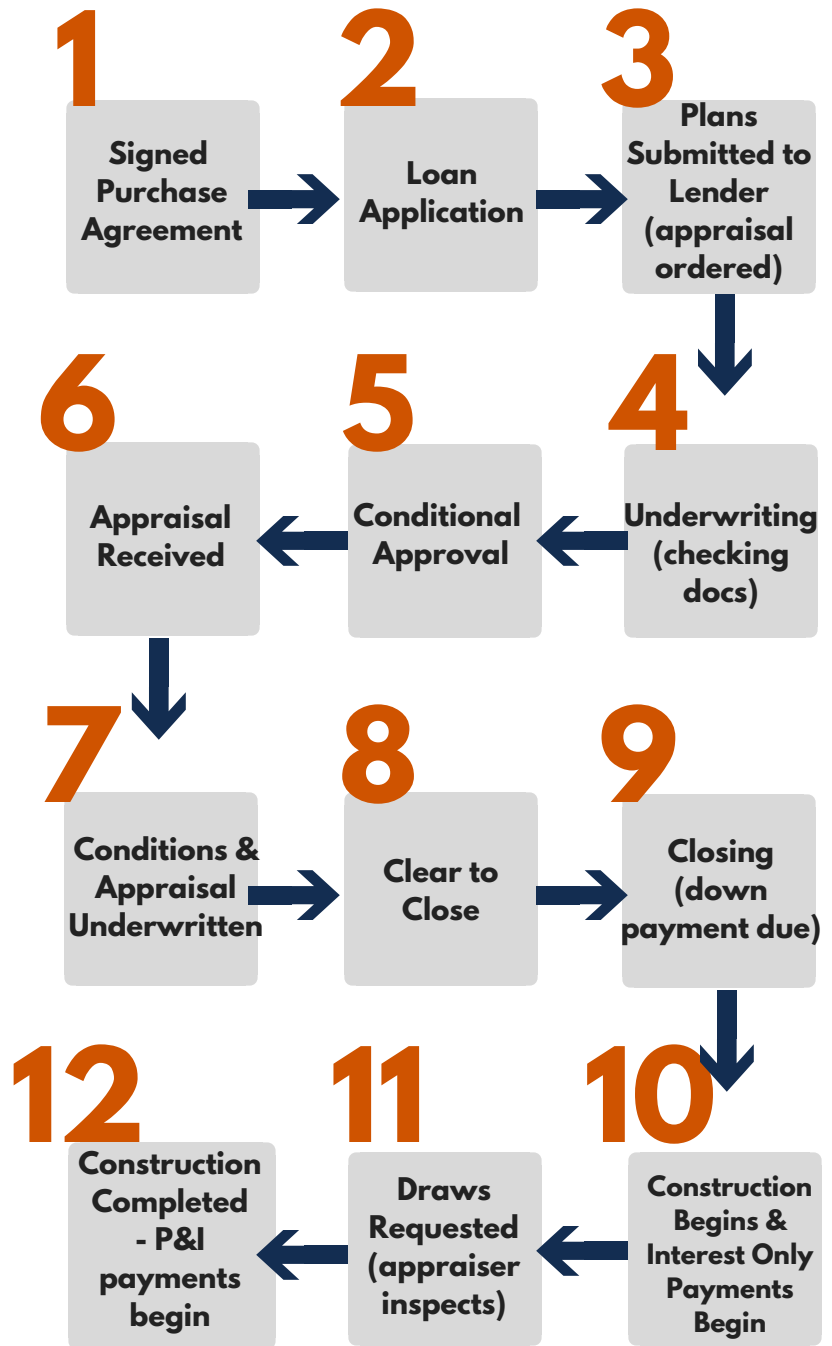 1
Signed
Purchase
Agreement
2
Loan
Application
3
Plans
Submitted to
Lender
(appraisal
ordered)
4
Underwriting
(checking
docs)
5
Conditional
Approval
6
Appraisal
Received
7
Conditions &
Appraisal
Underwritten
8
Clear to
Close
9
Closing
(down
payment due)
10
Construction
Begins &
Interest Only
Payments
Begin
11
Draws
Requested
(appraiser
inspects)
12
Construction
Completed
- P&I
payments
begin